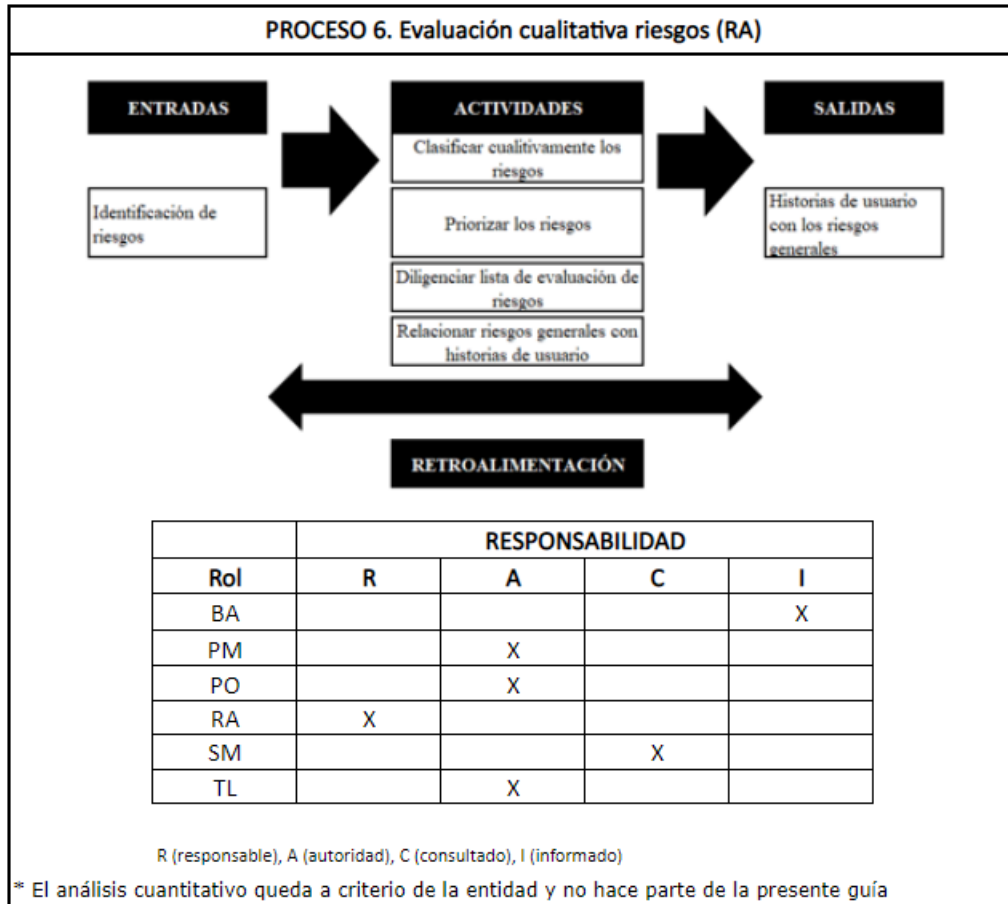 PROCESO 6. Evaluación cualitativa riesgos (RA)
ENTRADAS
Identificación de
riesgos
ACTIVIDADES
Clasificar cualitivamente los
riesgos
Priorizar los riesgos
Diligenciar lista de evaluación de
riesgos
Relacionar riesgos generales con
historias de usuario
SALIDAS
Historias de usuario
con los riesgos
generales
RETROALIMENTACIÓN
RESPONSABILIDAD
Rol R A C I
BA X
PM X
PO X
RA X
SM X
TL X
R (responsable), A (autoridad), C (consultado), I (informado)
* El análisis cuantitativo queda a criterio de la entidad y no hace parte de la presente guía